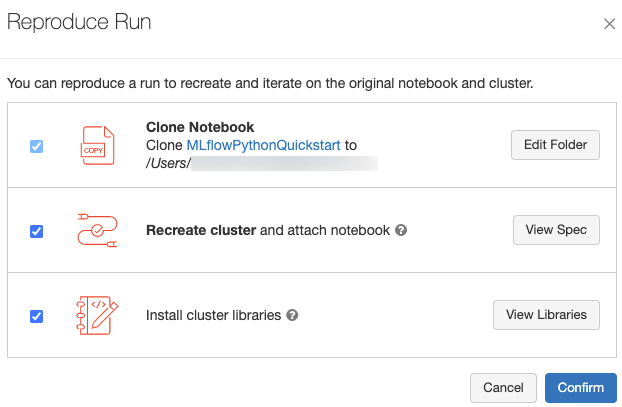 Reproduce Run
You can reproduce a run to recreate and iterate on the original notebook and cluster.
COPY
Clone Notebook
Clone MLflowPythonQuickstart to
/Users/
Edit Folder
Recreate cluster and attach notebook ?
View Spec
</>
Install cluster libraries ?
View Libraries
Cancel
Confirm